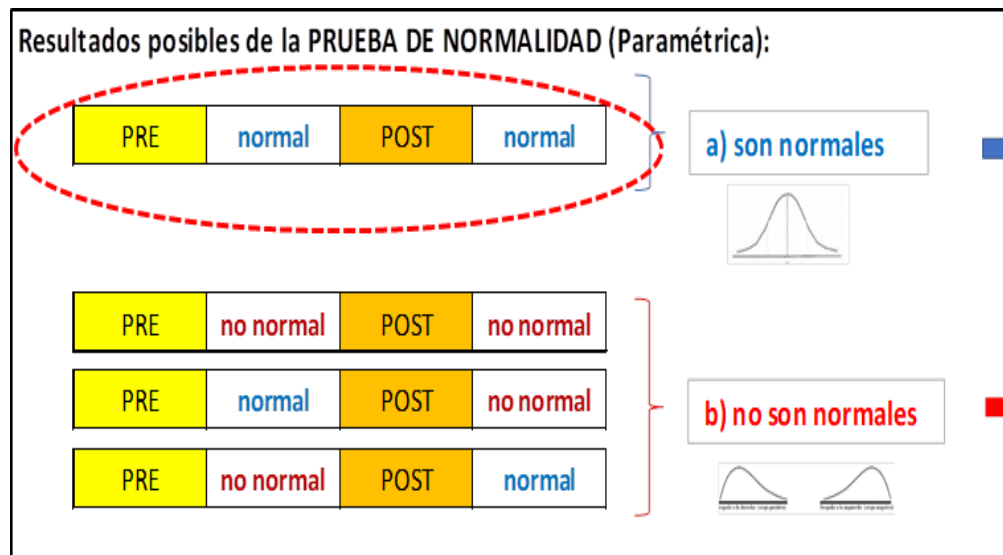 Resultados posibles de la PRUEBA DE NORMALIDAD (Paramétrica):
PRE normal POST normal
a) son normales
PRE no normal POST no normal
PRE normal POST no normal
b) no son normales
PRE no normal POST normal